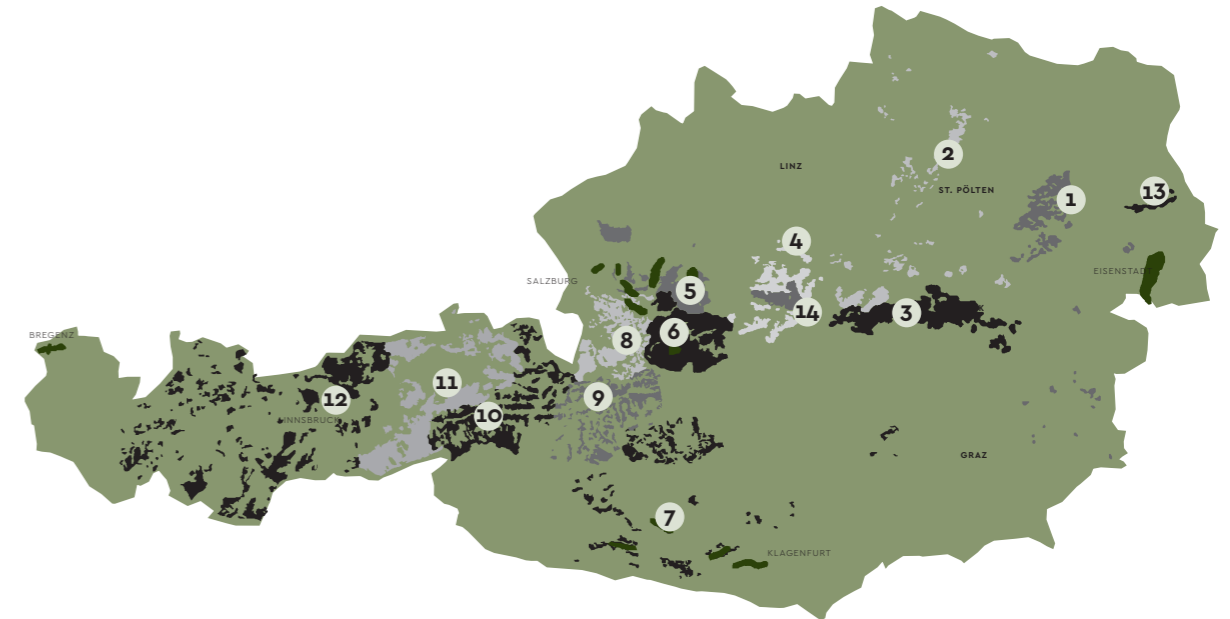 2
LINZ
ST. PÖLTEN
1
13
4
EISENSTADT
SALZBURG
5
14
3
BREGENZ
6
8
11
12
9
10
INNSBRUCK
GRAZ
7
KLAGENFURT